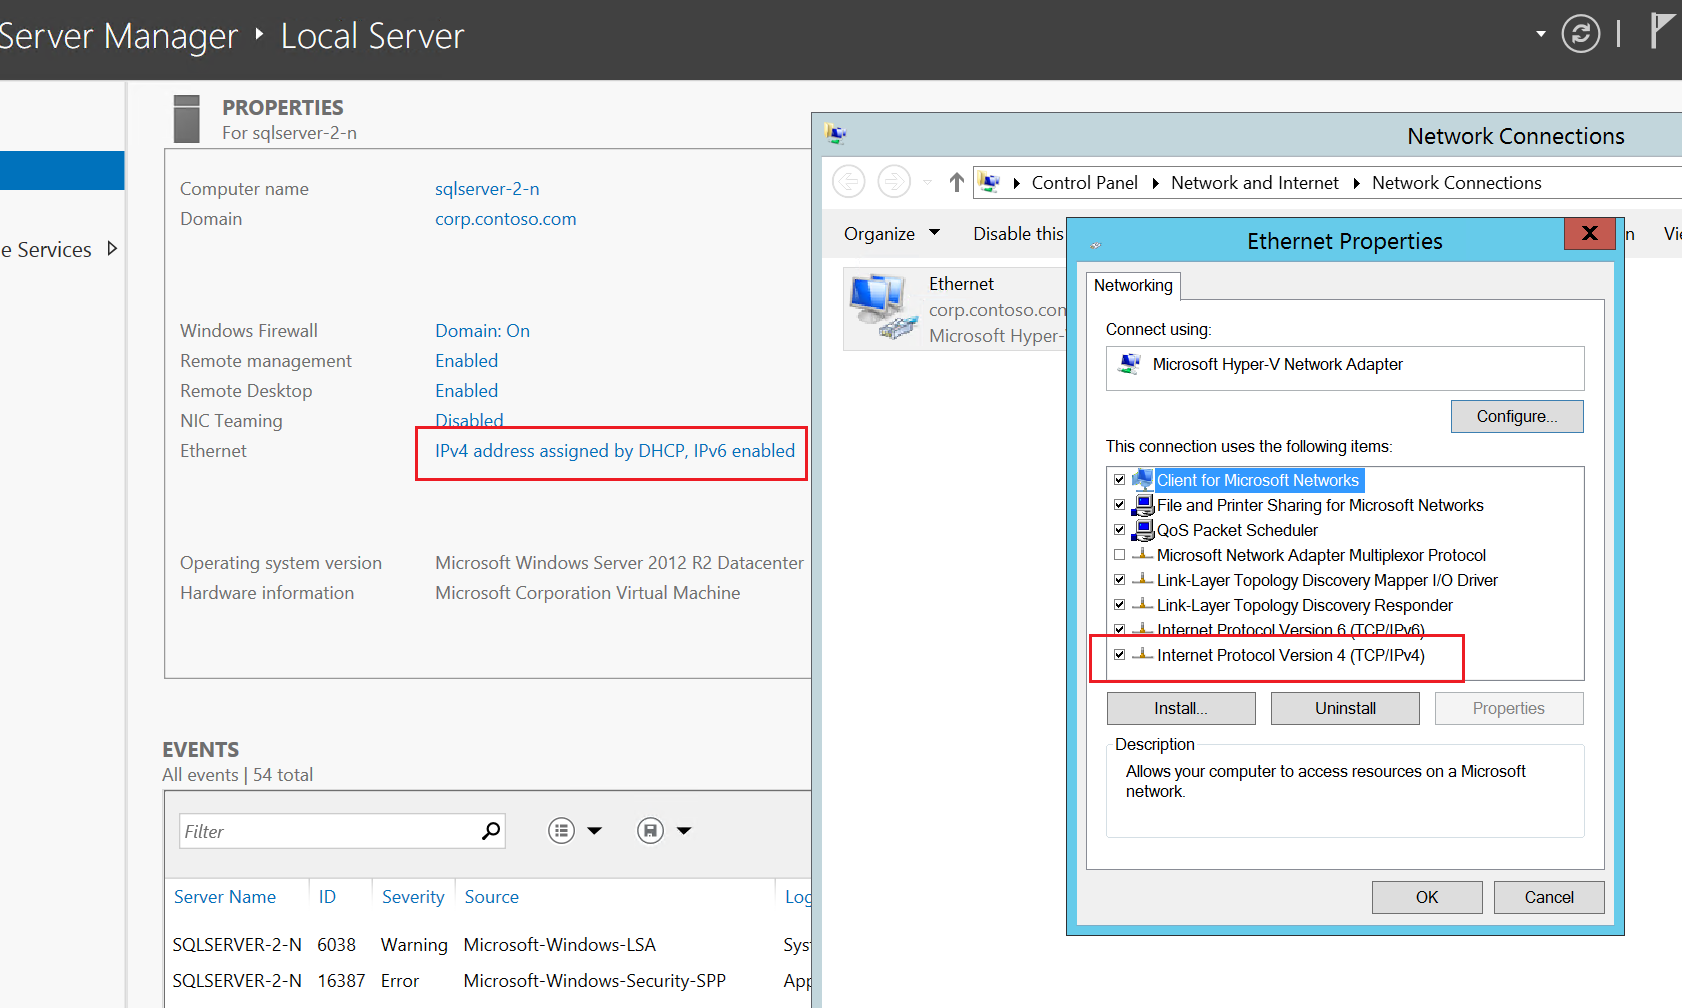 Server Manager ‣ Local Server
PROPERTIES
For sqlserver-2-n
Computer name sqlserver-2-n
Domain corp.contoso.com
e Services
Windows Firewall Domain: On
Remote management Enabled
Remote Desktop Enabled
NIC Teaming Disabled
Ethernet IPv4 address assigned by DHCP, IPv6 enabled
Operating system version Microsoft Windows Server 2012 R2 Datacenter
Hardware information Microsoft Corporation Virtual Machine
EVENTS
All events | 54 total
Filter
Server Name ID Severity Source Log
SQLSERVER-2-N 6038 Warning Microsoft-Windows-LSA Sys
SQLSERVER-2-N 16387 Error Microsoft-Windows-Security-SPP App
Network Connections
Control Panel ‣ Network and Internet ‣ Network Connections
Organize Disable this n Vi
Ethernet
corp.contoso.com
Microsoft Hyper-
Ethernet Properties
X
Networking
Connect using:
Microsoft Hyper-V Network Adapter
Configure...
This connection uses the following items:
Client for Microsoft Networks
File and Printer Sharing for Microsoft Networks
QoS Packet Scheduler
Microsoft Network Adapter Multiplexor Protocol
Link-Layer Topology Discovery Mapper I/O Driver
Link-Layer Topology Discovery Responder
Internet Protocol Version 6 (TCP/IPv6)
Internet Protocol Version 4 (TCP/IPv4)
Install... Uninstall Properties
Description
Allows your computer to access resources on a Microsoft
network.
OK Cancel